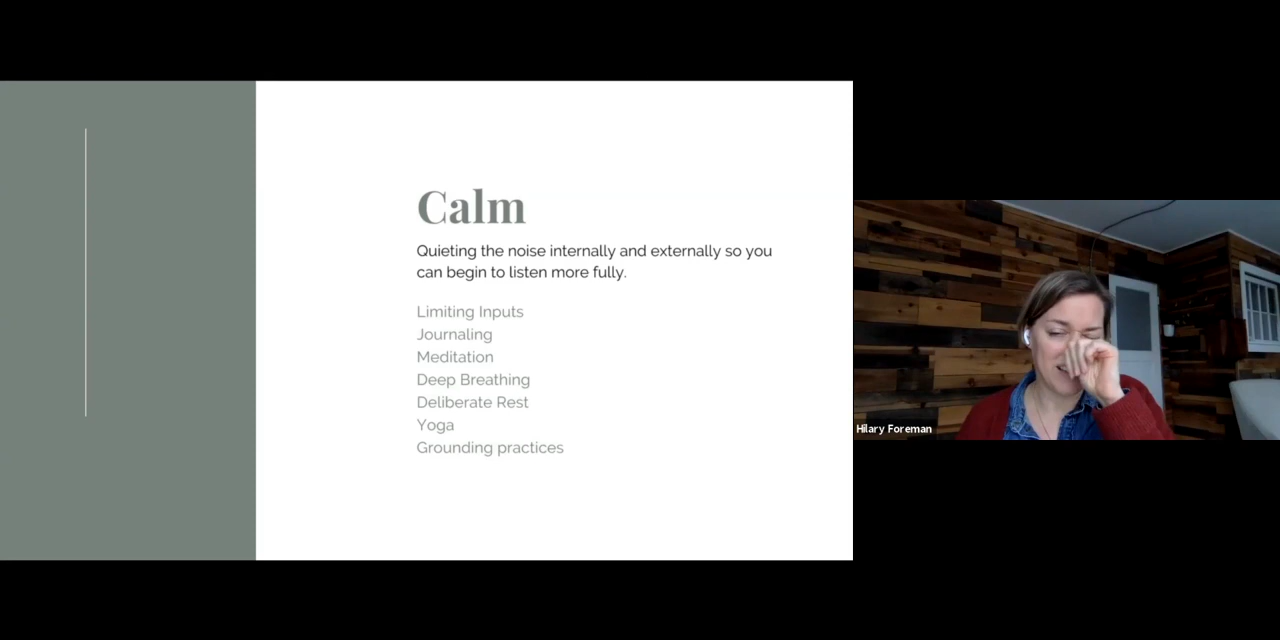 Calm
Quieting the noise internally and externally so you
can begin to listen more fully.
Limiting Inputs
Journaling
Meditation
Deep Breathing
Deliberate Rest
Yoga
Grounding practices
Hilary Foreman